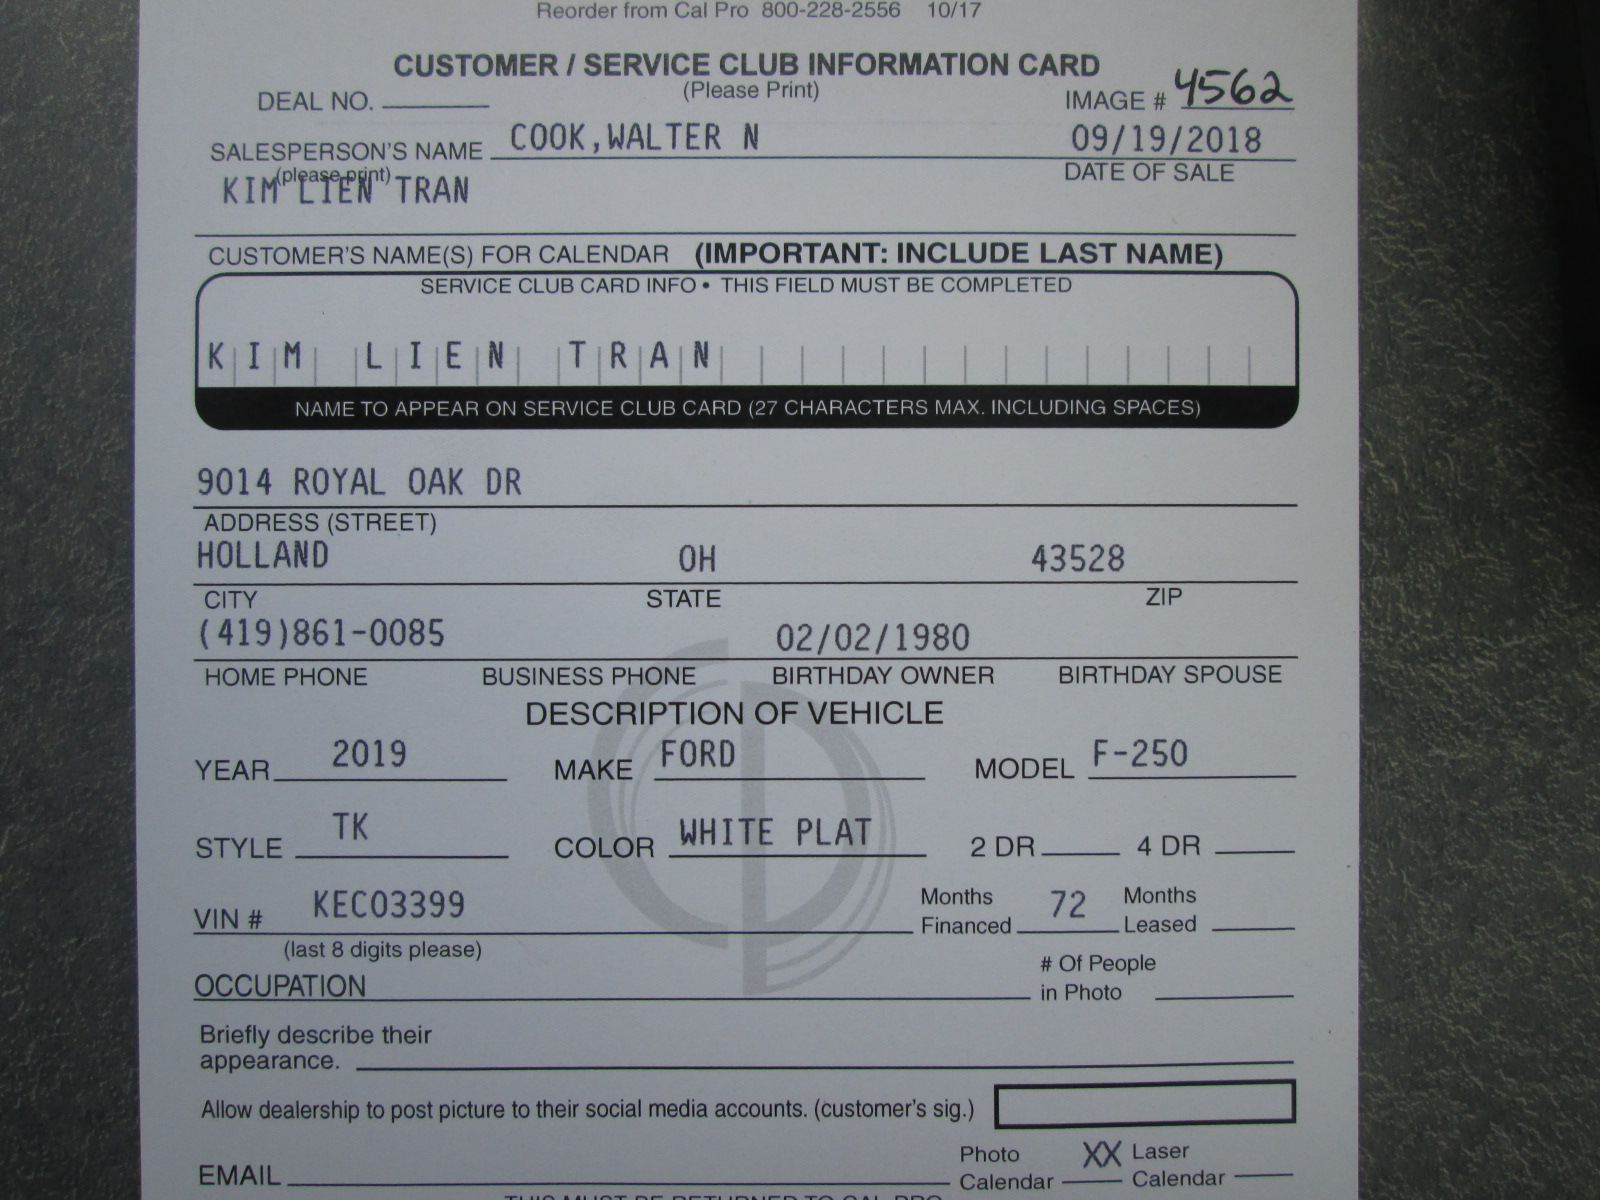 Reorder from Cal Pro 800-228-2556 10/17
CUSTOMER / SERVICE CLUB INFORMATION CARD
(Please Print)
DEAL NO. IMAGE # 4562
SALESPERSON'S NAME COOK,WALTER N 09/19/2018
(please print) DATE OF SALE
KIM LIEN TRAN
CUSTOMER'S NAME(S) FOR CALENDAR (IMPORTANT: INCLUDE LAST NAME)
SERVICE CLUB CARD INFO • THIS FIELD MUST BE COMPLETED
KIM LIEN TRAN
NAME TO APPEAR ON SERVICE CLUB CARD (27 CHARACTERS MAX. INCLUDING SPACES)
9014 ROYAL OAK DR
ADDRESS (STREET)
HOLLAND OH 43528
CITY STATE ZIP
(419)861-0085 02/02/1980
HOME PHONE BUSINESS PHONE BIRTHDAY OWNER BIRTHDAY SPOUSE
DESCRIPTION OF VEHICLE
YEAR 2019 MAKE FORD MODEL F-250
STYLE TK COLOR WHITE PLAT 2 DR 4 DR
VIN # KEC03399 Months Financed 72 Months Leased
(last 8 digits please)
OCCUPATION # Of People in Photo
Briefly describe their
appearance.
Allow dealership to post picture to their social media accounts. (customer's sig.)
EMAIL Photo Calendar XX Laser Calendar
THIS MUST BE RETURNED TO CAL PRO